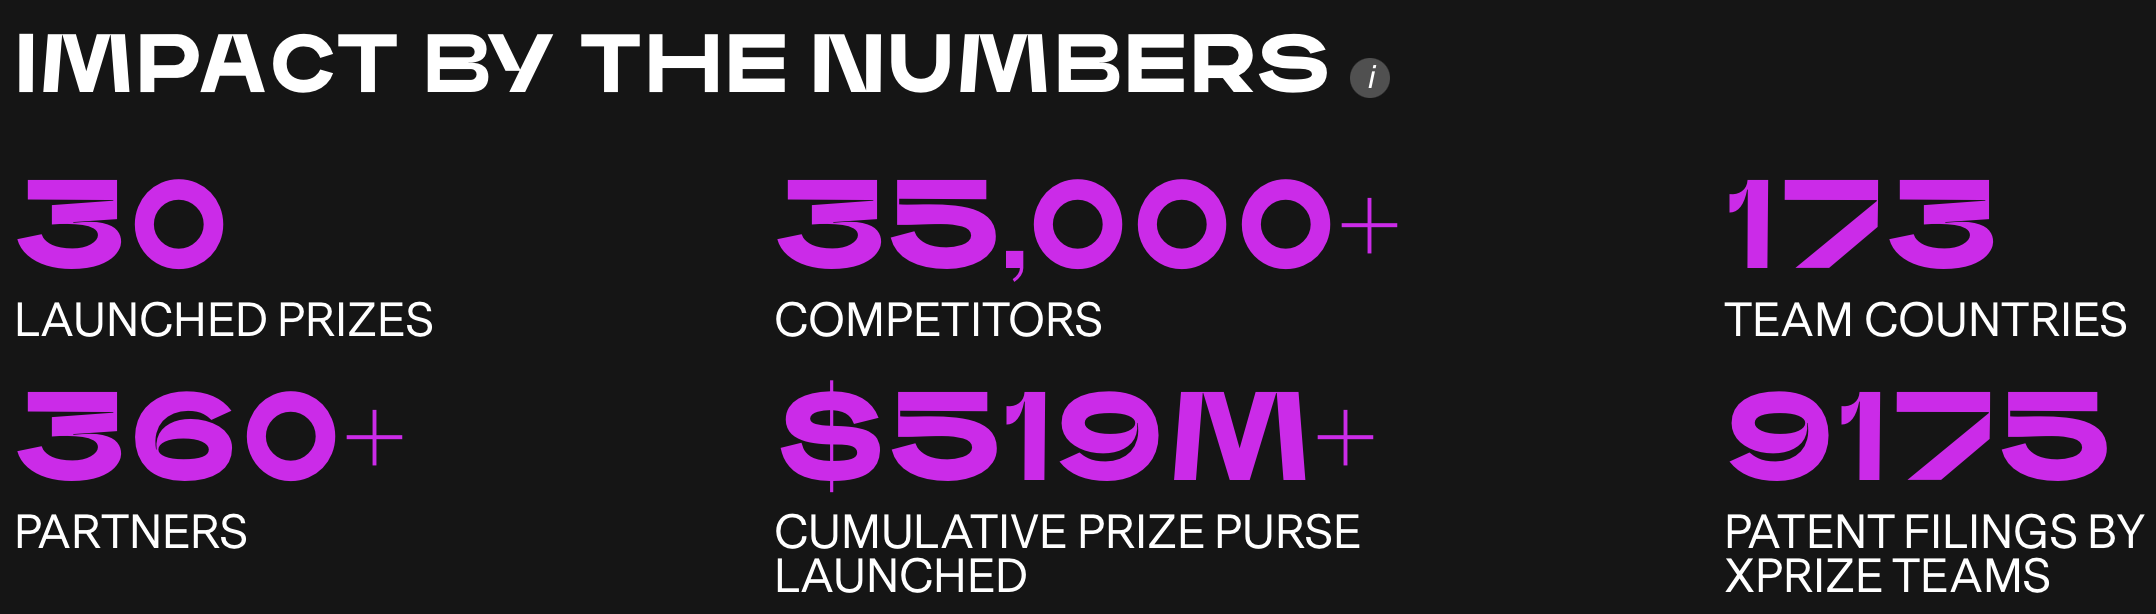 IMPACT BY THE NUMBERS i
30
LAUNCHED PRIZES
35,000+
COMPETITORS
173
TEAM COUNTRIES
360+
PARTNERS
$519M+
CUMULATIVE PRIZE PURSE
LAUNCHED
9175
PATENT FILINGS BY
XPRIZE TEAMS